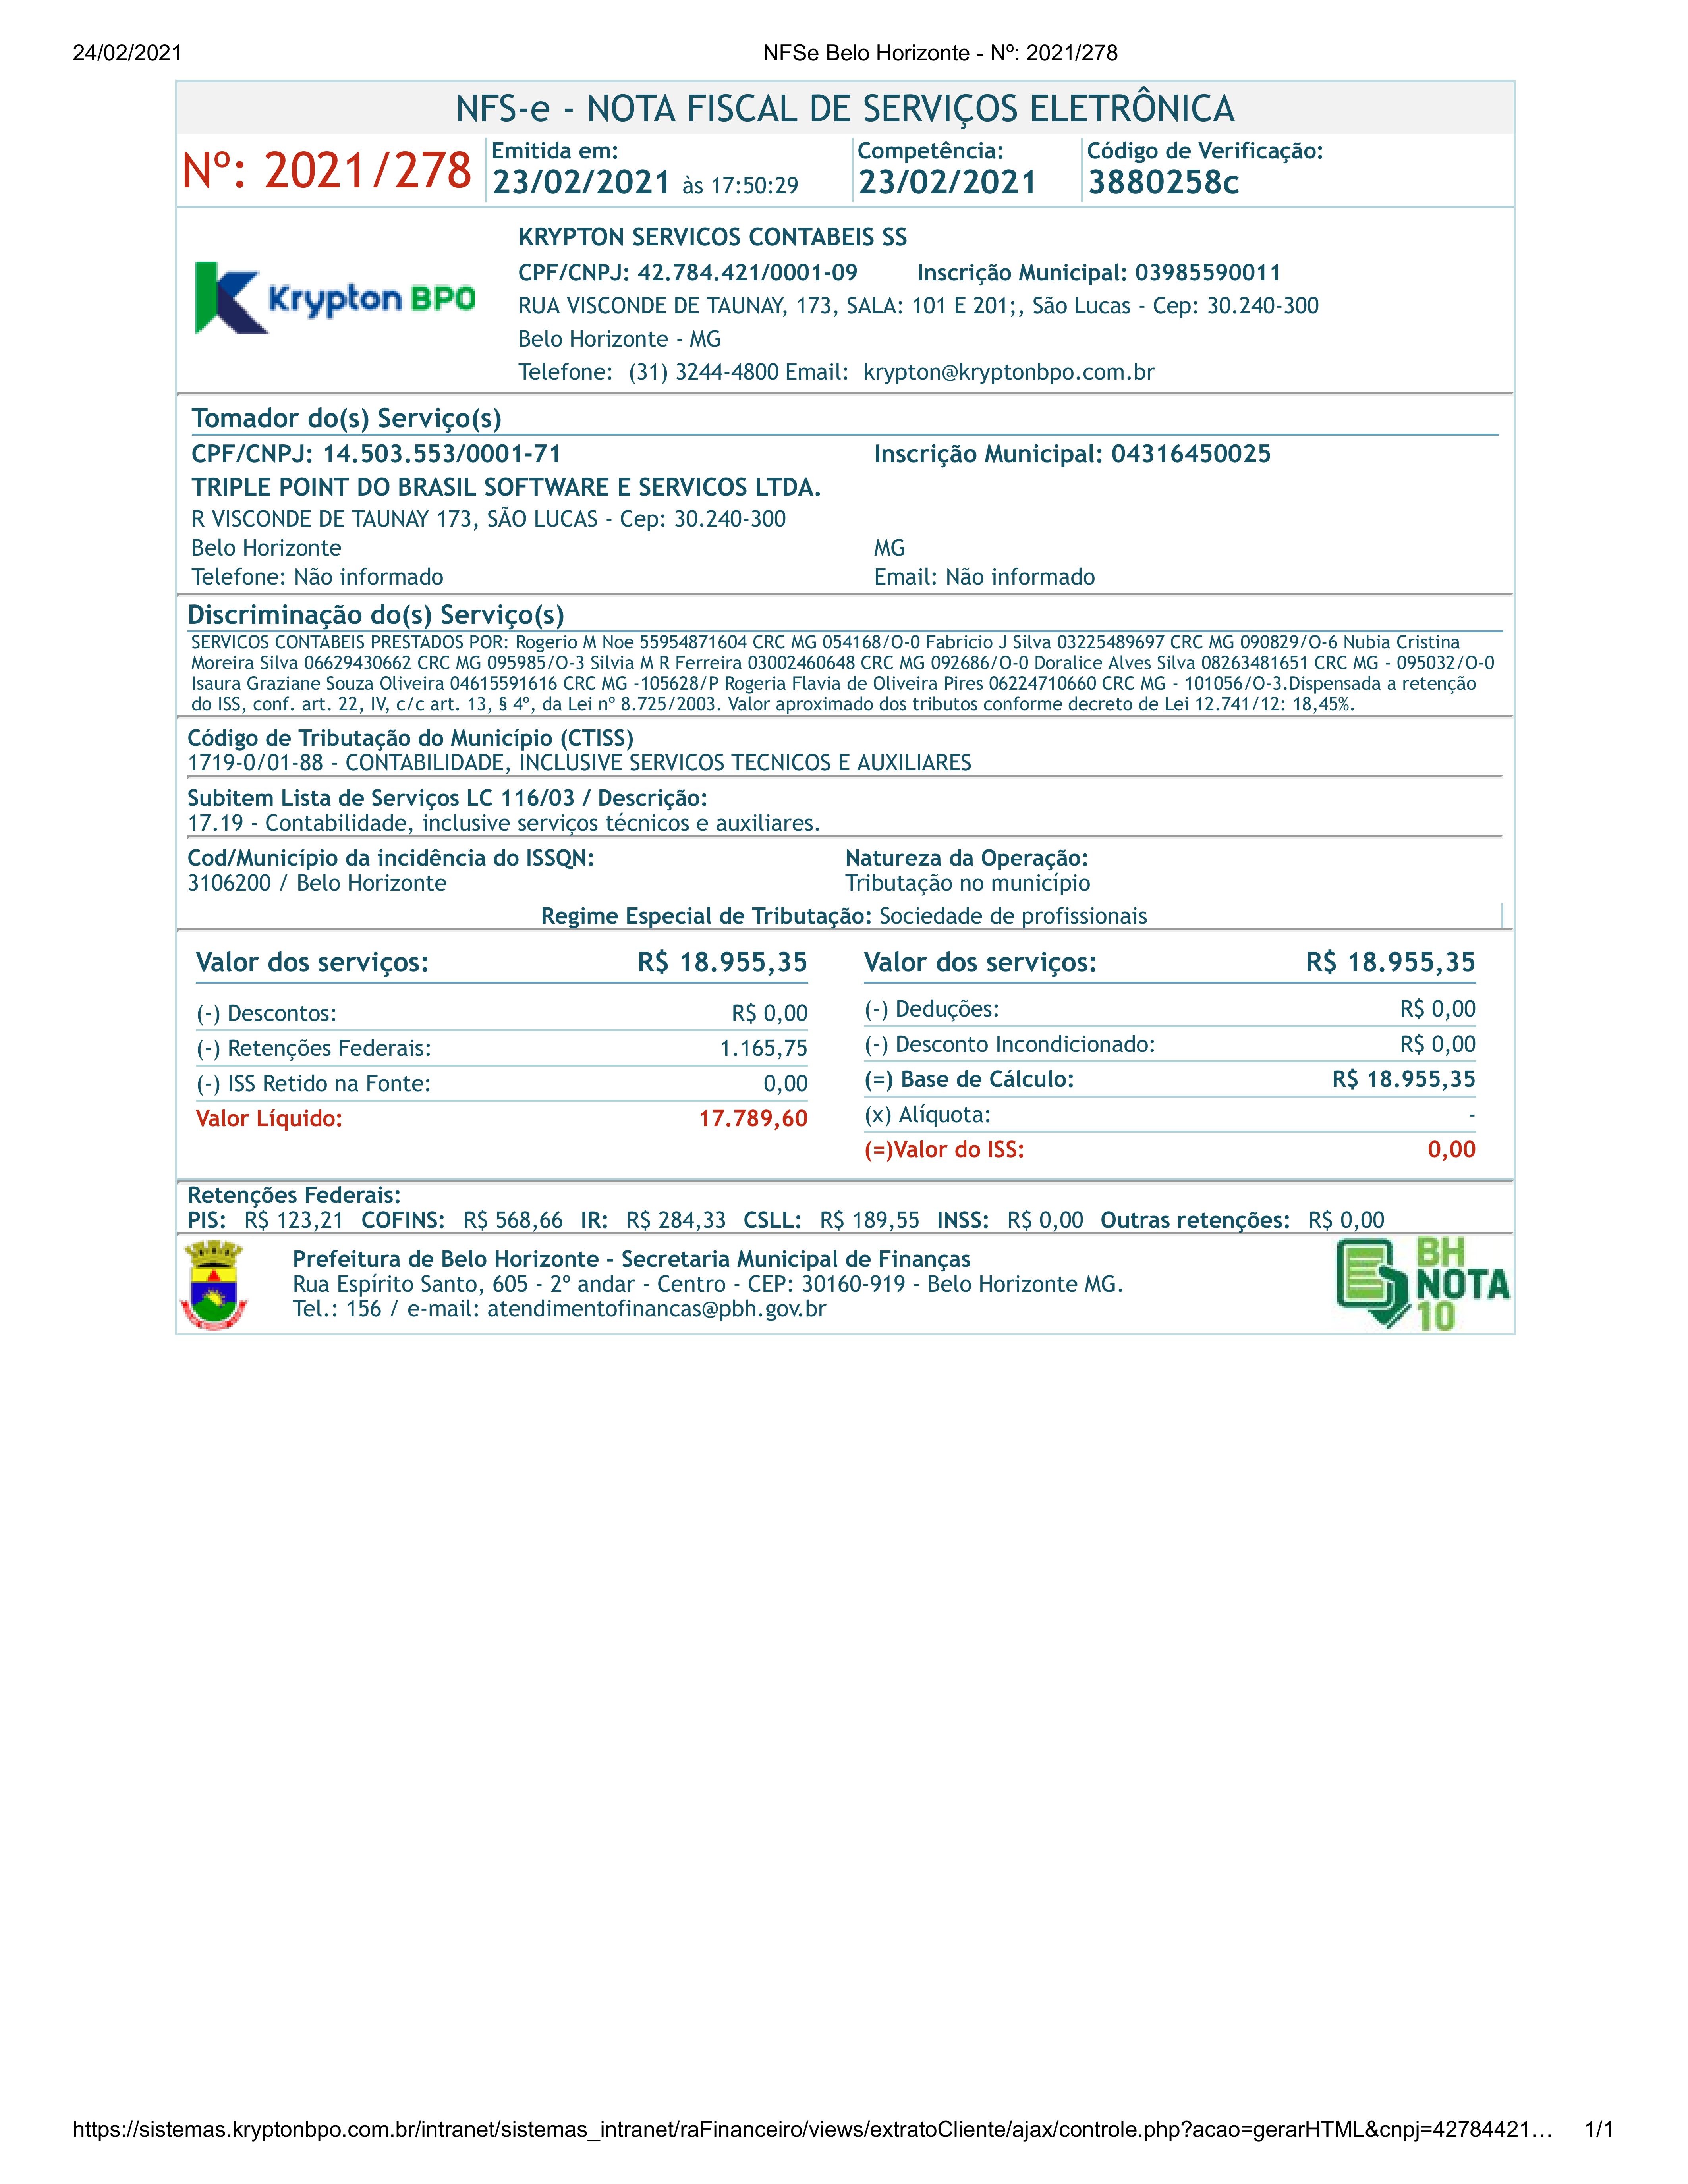 24/02/2021 NFSe Belo Horizonte - Nº: 2021/278
NFS-e - NOTA FISCAL DE SERVIÇOS ELETRÔNICA
Nº: 2021/278
Emitida em:
23/02/2021 às 17:50:29
Competência:
23/02/2021
Código de Verificação:
3880258c
Krypton BPO
KRYPTON SERVICOS CONTABEIS SS
CPF/CNPJ: 42.784.421/0001-09 Inscrição Municipal: 03985590011
RUA VISCONDE DE TAUNAY, 173, SALA: 101 E 201;, São Lucas - Cep: 30.240-300
Belo Horizonte - MG
Telefone: (31) 3244-4800 Email: krypton@kryptonbpo.com.br
Tomador do(s) Serviço(s)
CPF/CNPJ: 14.503.553/0001-71 Inscrição Municipal: 04316450025
TRIPLE POINT DO BRASIL SOFTWARE E SERVICOS LTDA.
R VISCONDE DE TAUNAY 173, SÃO LUCAS - Cep: 30.240-300
Belo Horizonte MG
Telefone: Não informado Email: Não informado
Discriminação do(s) Serviço(s)
SERVICOS CONTABEIS PRESTADOS POR: Rogerio M Noe 55954871604 CRC MG 054168/O-0 Fabricio J Silva 03225489697 CRC MG 090829/O-6 Nubia Cristina
Moreira Silva 06629430662 CRC MG 095985/O-3 Silvia M R Ferreira 03002460648 CRC MG 092686/O-0 Doralice Alves Silva 08263481651 CRC MG - 095032/O-0
Isaura Graziane Souza Oliveira 04615591616 CRC MG -105628/P Rogeria Flavia de Oliveira Pires 06224710660 CRC MG - 101056/O-3.Dispensada a retenção
do ISS, conf. art. 22, IV, c/c art. 13, § 4º, da Lei nº 8.725/2003. Valor aproximado dos tributos conforme decreto de Lei 12.741/12: 18,45%.
Código de Tributação do Município (CTISS)
1719-0/01-88 - CONTABILIDADE, INCLUSIVE SERVICOS TECNICOS E AUXILIARES
Subitem Lista de Serviços LC 116/03 / Descrição:
17.19 - Contabilidade, inclusive serviços técnicos e auxiliares.
Cod/Município da incidência do ISSQN: Natureza da Operação:
3106200 / Belo Horizonte Tributação no município
Regime Especial de Tributação: Sociedade de profissionais
Valor dos serviços: R$ 18.955,35
(-) Descontos: R$ 0,00
(-) Retenções Federais: 1.165,75
(-) ISS Retido na Fonte: 0,00
Valor Líquido: 17.789,60
Valor dos serviços: R$ 18.955,35
(-) Deduções: R$ 0,00
(-) Desconto Incondicionado: R$ 0,00
(=) Base de Cálculo: R$ 18.955,35
(x) Alíquota: -
(=)Valor do ISS: 0,00
Retenções Federais:
PIS: R$ 123,21 COFINS: R$ 568,66 IR: R$ 284,33 CSLL: R$ 189,55 INSS: R$ 0,00 Outras retenções: R$ 0,00
Prefeitura de Belo Horizonte - Secretaria Municipal de Finanças
Rua Espírito Santo, 605 - 2º andar - Centro - CEP: 30160-919 - Belo Horizonte MG.
Tel.: 156 / e-mail: atendimentofinancas@pbh.gov.br
BH
NOTA
10
https://sistemas.kryptonbpo.com.br/intranet/sistemas_intranet/raFinanceiro/views/extratoCliente/ajax/controle.php?acao=gerarHTML&cnpj=42784421… 1/1